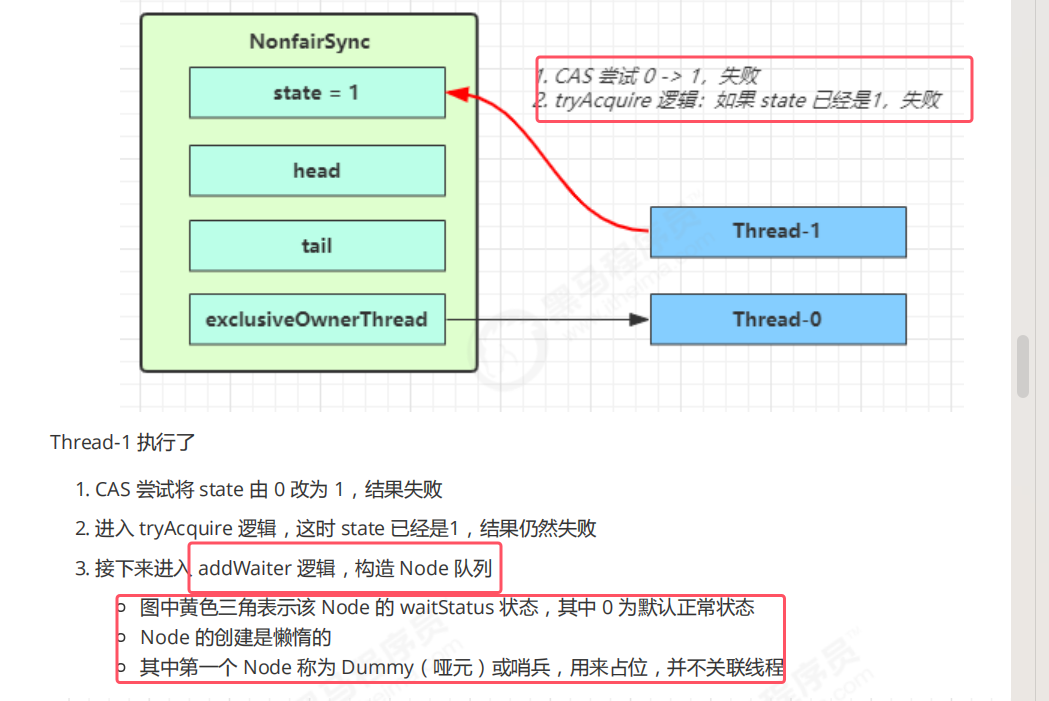 NonfairSync
state = 1
1. CAS 尝试 0 -> 1，失败
2. tryAcquire 逻辑：如果 state 已经是1，失败
head
tail
Thread-1
exclusiveOwnerThread
Thread-0
Thread-1 执行了
1. CAS 尝试将 state 由 0 改为 1，结果失败
2. 进入 tryAcquire 逻辑，这时 state 已经是1，结果仍然失败
3. 接下来进入 addWaiter 逻辑，构造 Node 队列
图中黄色三角表示该 Node 的 waitStatus 状态，其中 0 为默认正常状态
Node 的创建是懒惰的
其中第一个 Node 称为 Dummy（哑元）或哨兵，用来占位，并不关联线程